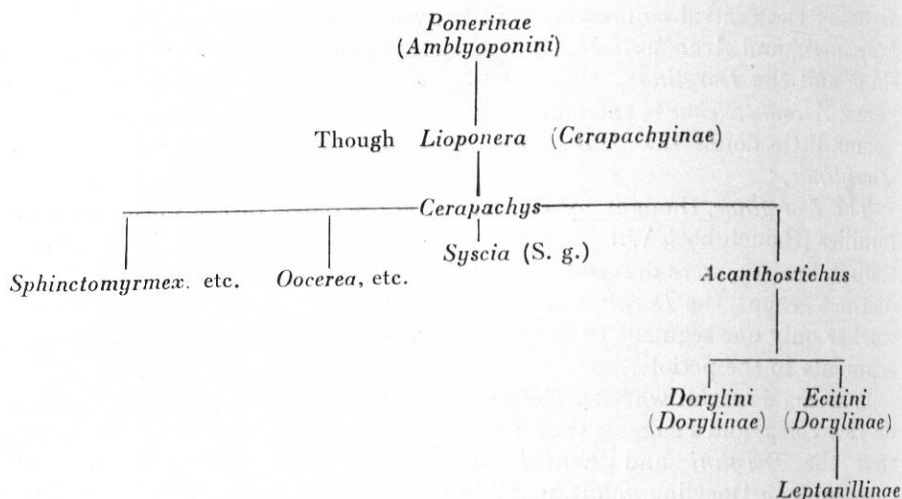 Ponerinae
(Amblyoponini)
Though Lioponera (Cerapachyinae)
Cerapachys
Syscia (S. g.)
Sphinctomyrmex. etc. Oocerea, etc. Acanthostichus
Dorylini Ecitini
(Dorylinae) (Dorylinae)
Leptanillinae